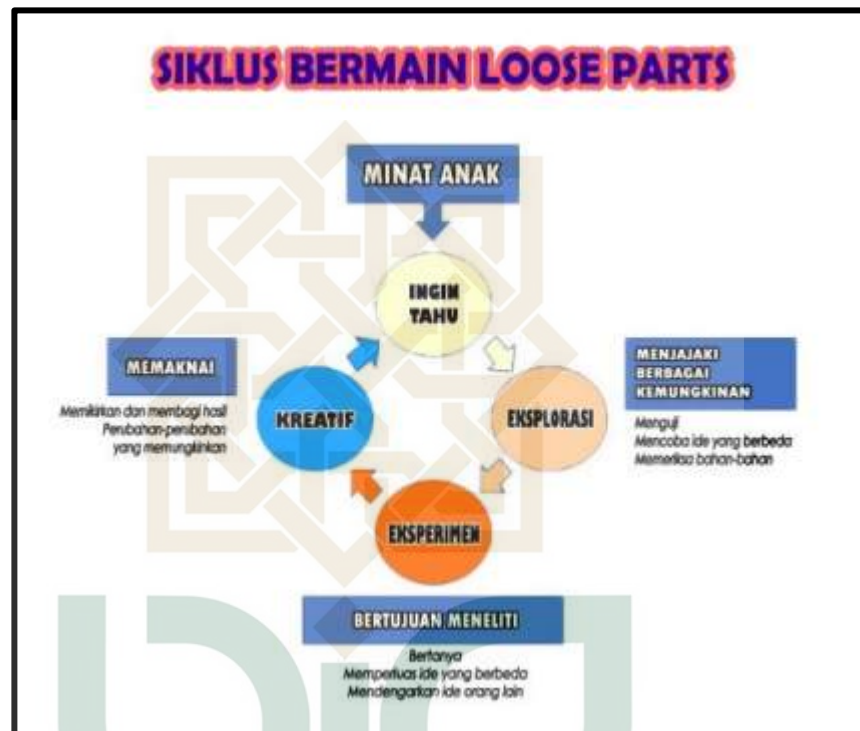 SIKLUS BERMAIN LOOSE PARTS
MINAT ANAK
INGIN
TAHU
MENJAJAKI
BERBAGAI
KEMUNGKINAN
EKSPLORASI
Menguji
Mencoba ide yang berbeda
Memeriksa bahan-bahan
EKSPERIMEN
BERTUJUAN MENELITI
Bertanya
Memperluas ide yang berbeda
Mendengarkan ide orang lain
KREATIF
MEMAKNAI
Memikirkan dan membagi hasil
Perubahan-perubahan
yang memungkinkan